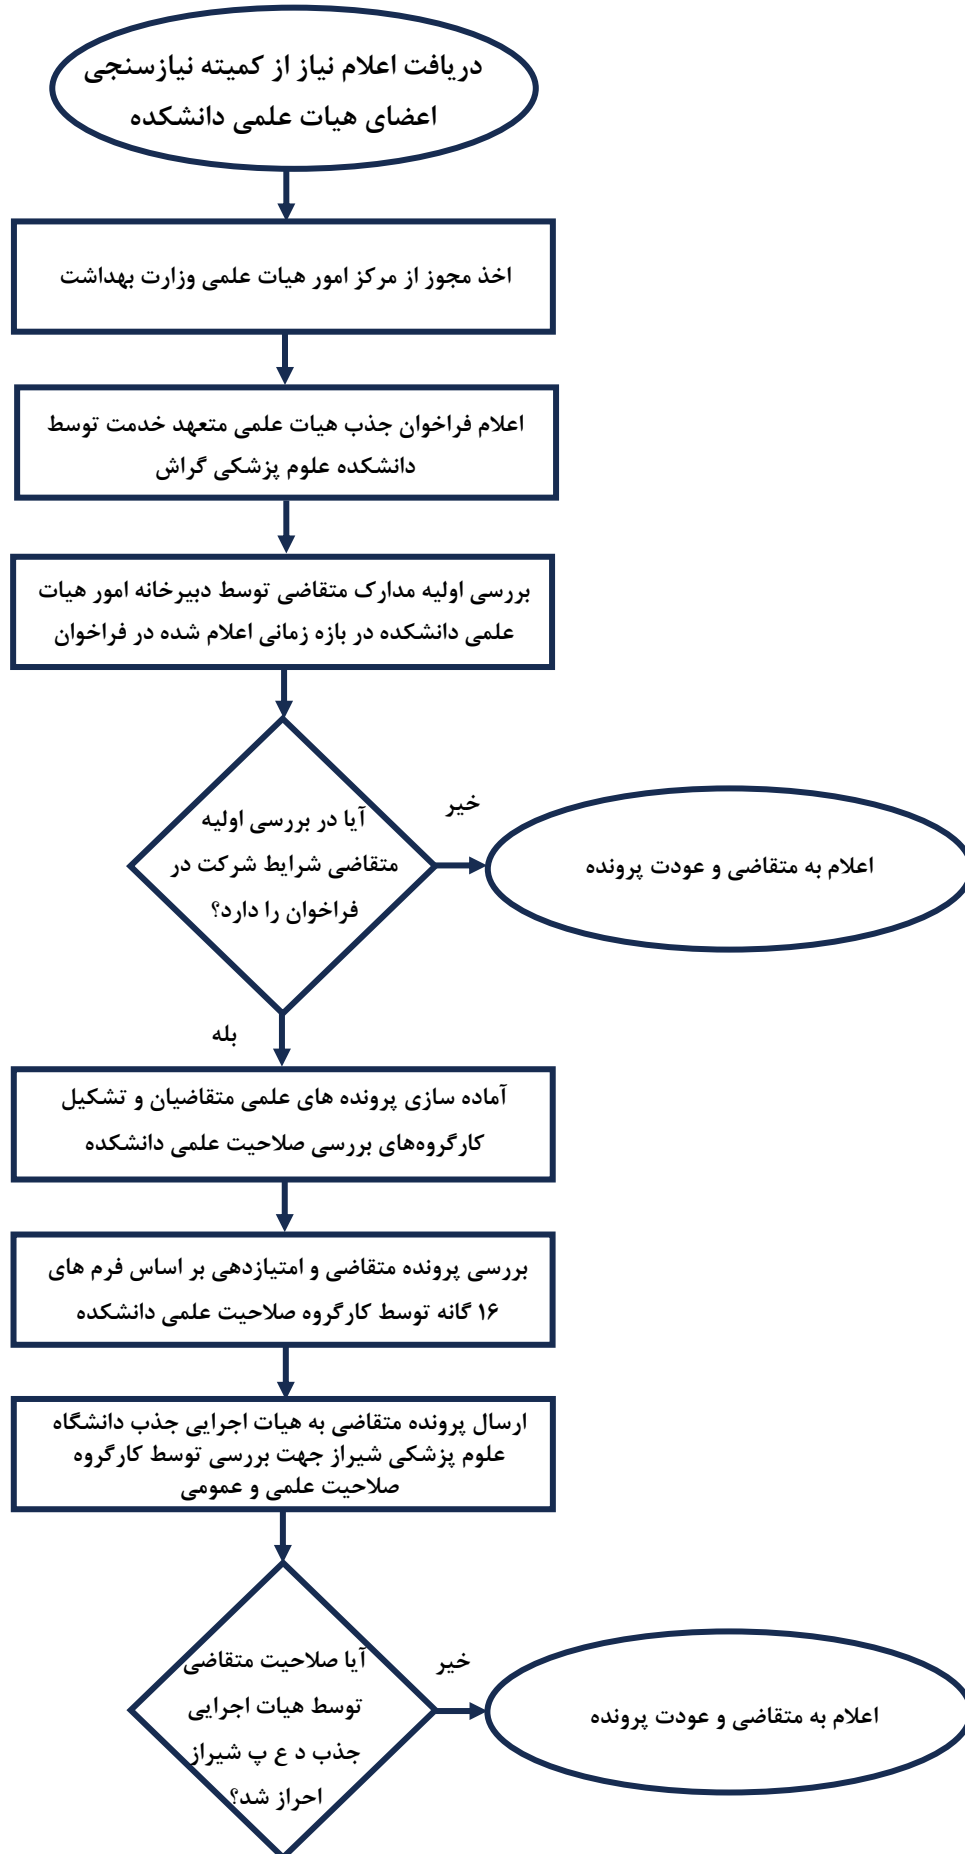 دریافت اعلام نیاز از کمیته نیازسنجی
اعضای هیات علمی دانشکده
اخذ مجوز از مرکز امور هیات علمی وزارت بهداشت
اعلام فراخوان جذب هیات علمی متعهد خدمت توسط
دانشکده علوم پزشکی گراش
بررسی اولیه مدارک متقاضی توسط دبیرخانه امور هیات
علمی دانشکده در بازه زمانی اعلام شده در فراخوان
آیا در بررسی اولیه
متقاضی شرایط شرکت در
فراخوان را دارد؟
خیر
اعلام به متقاضی و عودت پرونده
بله
آماده سازی پرونده های علمی متقاضیان و تشکیل
کارگروه‌های بررسی صلاحیت علمی دانشکده
بررسی پرونده متقاضی و امتیازدهی بر اساس فرم های
۱۶ گانه توسط کارگروه صلاحیت علمی دانشکده
ارسال پرونده متقاضی به هیات اجرایی جذب دانشگاه
علوم پزشکی شیراز جهت بررسی توسط کارگروه
صلاحیت علمی و عمومی
آیا صلاحیت متقاضی
توسط هیات اجرایی
جذب د ع پ شیراز
احراز شد؟
خیر
اعلام به متقاضی و عودت پرونده